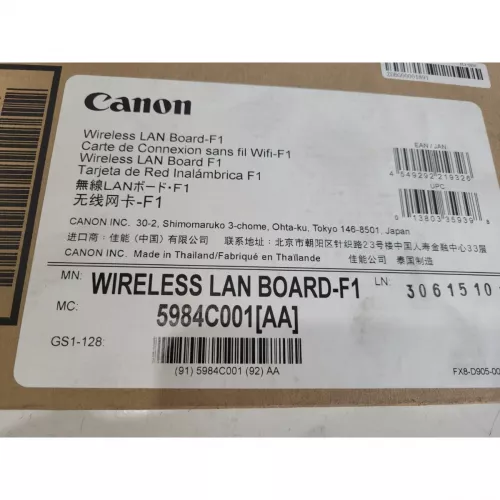 Canon
Wireless LAN Board-F1
Carte de Connexion sans fil Wifi-F1
Wireless LAN Board F1
Tarjeta de Red Inalámbrica F1
無線LANボード・F1
无线网卡-F1
EAN / JAN
4 549292 219326
UPC
CANON INC. 30-2, Shimomaruko 3-chome, Ohta-ku, Tokyo 146-8501, Japan
进口商：佳能（中国）有限公司 联系地址：北京市朝阳区针织路23号楼中国人寿金融中心33层
CANON INC. Made in Thailand/Fabriqué en Thaïlande 佳能公司 泰国制造
MN: WIRELESS LAN BOARD-F1 LN: 3061510
MC: 5984C001[AA]
GS1-128:
(91) 5984C001 (92) AA
FX8-D905-00